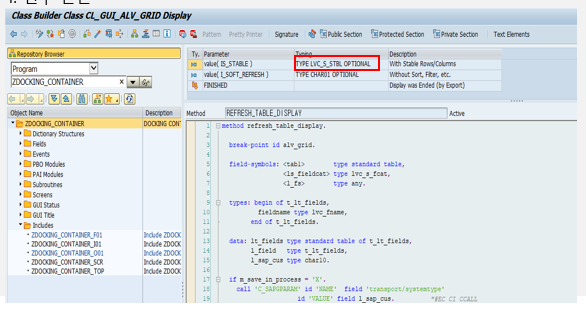 Class Builder Class CL_GUI_ALV_GRID Display
Pattern Pretty Printer Signature Public Section Protected Section Private Section Text Elements
Repository Browser
Program
ZDOCKING_CONTAINER
Object Name Description
ZDOCKING_CONTAINER DOCKING CONT
Dictionary Structures
Fields
Events
PBO Modules
PAI Modules
Subroutines
Screens
GUI Status
GUI Title
Includes
ZDOCKING_CONTAINER_F01 Include ZDOCK
ZDOCKING_CONTAINER_I01 Include ZDOCK
ZDOCKING_CONTAINER_O01 Include ZDOCK
ZDOCKING_CONTAINER_SCR Include ZDOCK
ZDOCKING_CONTAINER_TOP Include ZDOCK
Ty. Parameter Typing Description
value( IS_STABLE ) TYPE LVC_S_STBL OPTIONAL With Stable Rows/Columns
value( I_SOFT_REFRESH ) TYPE CHAR01 OPTIONAL Without Sort, Filter, etc.
FINISHED Display was Ended (by Export)
Method REFRESH_TABLE_DISPLAY Active
1 method refresh_table_display.
2
3 break-point id alv_grid.
4
5 field-symbols: <tab1> type standard table,
6 <ls_fieldcat> type lvc_s_fcat,
7 <l_fs> type any.
8
9 types: begin of t_lt_fields,
10 fieldname type lvc_fname,
11 end of t_lt_fields.
12
13 data: lt_fields type standard table of t_lt_fields,
14 l_field type t_lt_fields,
15 l_sap_cus type char10.
16
17 if m_save_in_process = 'X'.
18 call 'C_SAPGPARAM' id 'NAME' field 'transport/systemtype'
19 id 'VALUE' field l_sap_cus. "#EC CI_CCALL